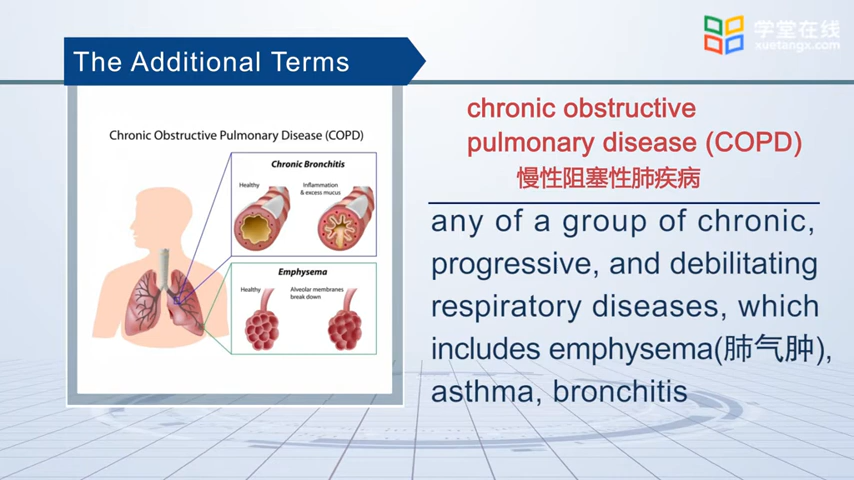 学堂在线
xuetangx.com
The Additional Terms
Chronic Obstructive Pulmonary Disease (COPD)
Chronic Bronchitis
Healthy
Inflammation
& excess mucus
Emphysema
Healthy
Alveolar membranes
break down
chronic obstructive
pulmonary disease (COPD)
慢性阻塞性肺疾病
any of a group of chronic,
progressive, and debilitating
respiratory diseases, which
includes emphysema(肺气肿),
asthma, bronchitis